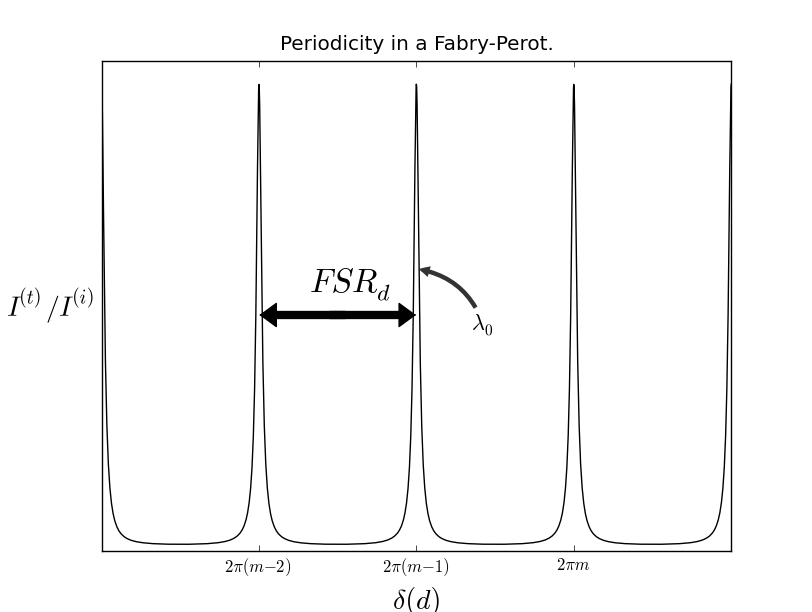 Periodicity in a Fabry-Perot.
FSR_d
I^(t)/I^(i)
λ_0
2π(m−2) 2π(m−1) 2πm
δ(d)